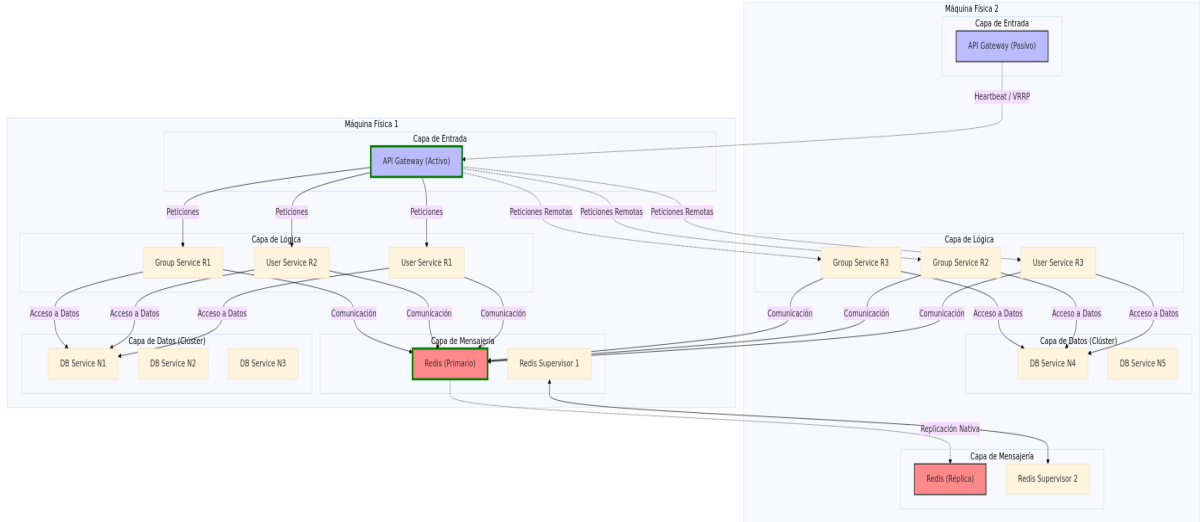 Máquina Física 2
Capa de Entrada
API Gateway (Pasivo)
Heartbeat / VRRP
Máquina Física 1
Capa de Entrada
API Gateway (Activo)
Peticiones
Peticiones
Peticiones
Peticiones Remotas
Peticiones Remotas
Peticiones Remotas
Capa de Lógica
Group Service R1
User Service R2
User Service R1
Capa de Lógica
Group Service R3
Group Service R2
User Service R3
Acceso a Datos
Acceso a Datos
Acceso a Datos
Comunicación
Comunicación
Comunicación
Comunicación
Comunicación
Comunicación
Acceso a Datos
Acceso a Datos
Acceso a Datos
Capa de Datos (Clúster)
DB Service N1
DB Service N2
DB Service N3
Capa de Mensajería
Redis (Primario)
Redis Supervisor 1
Capa de Datos (Clúster)
DB Service N4
DB Service N5
Replicación Nativa
Capa de Mensajería
Redis (Réplica)
Redis Supervisor 2